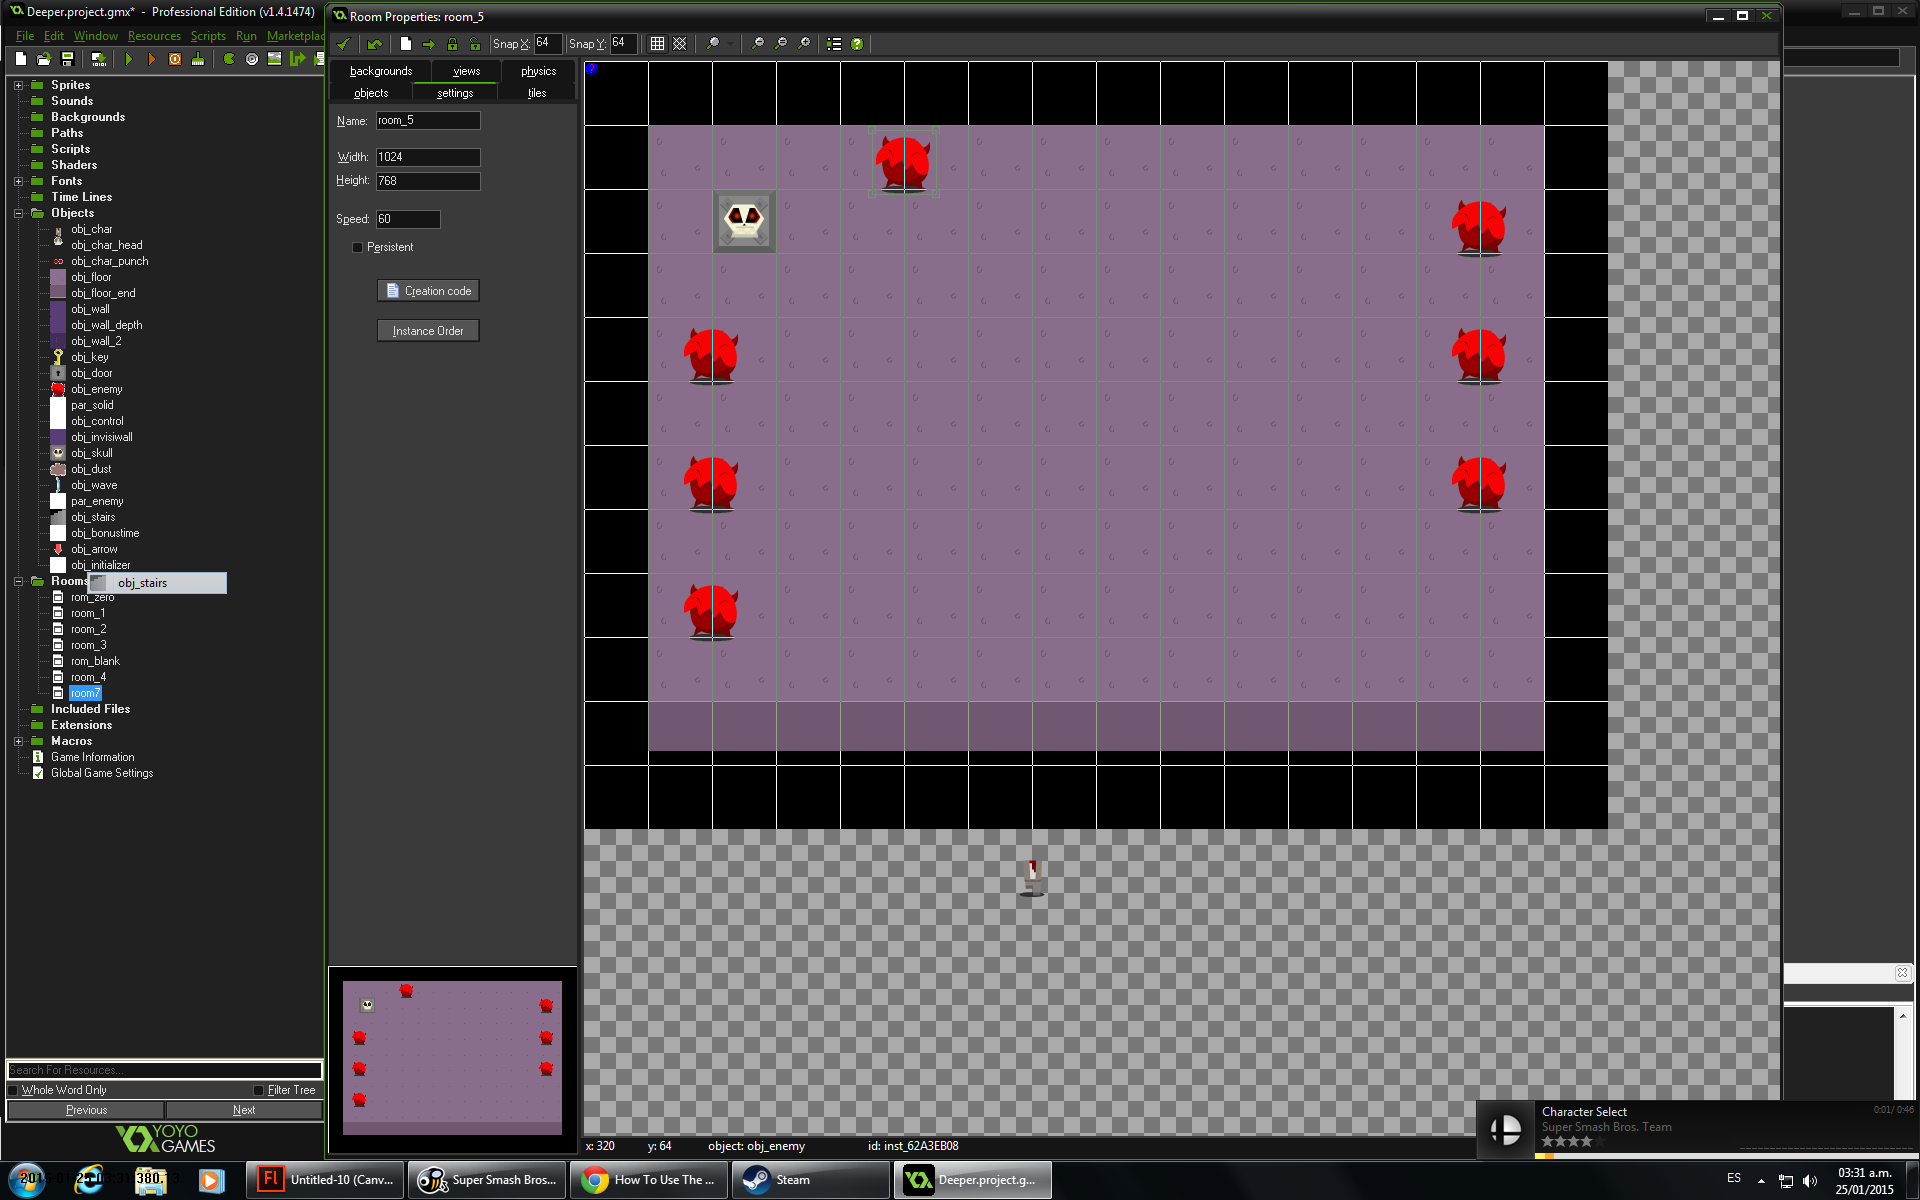 Deeper.project.gmx* - Professional Edition (v1.4.1474)
File Edit Window Resources Scripts Run Marketplac
Sprites
Sounds
Backgrounds
Paths
Scripts
Shaders
Fonts
Time Lines
Objects
obj_char
obj_char_head
obj_char_punch
obj_floor
obj_floor_end
obj_wall
obj_wall_depth
obj_wall_2
obj_key
obj_door
obj_enemy
par_solid
obj_control
obj_invisiwall
obj_skull
obj_dust
obj_wave
par_enemy
obj_stairs
obj_bonustime
obj_arrow
obj_initializer
Rooms
obj_stairs
rom_zero
room_1
room_2
room_3
rom_blank
room_4
room7
Included Files
Extensions
Macros
Game Information
Global Game Settings
Search For Resources...
Whole Word Only Filter Tree
Previous Next
YOYO
GAMES
Room Properties: room_5
Snap X: 64 Snap Y: 64
backgrounds views physics
objects settings tiles
Name: room_5
Width: 1024
Height: 768
Speed: 60
Persistent
Creation code
Instance Order
x: 320 y: 64 object: obj_enemy id: inst_62A3EB08
Character Select 0:01/ 0:46
Super Smash Bros. Team
Untitled-10 (Canv...
Super Smash Bros...
How To Use The ...
Steam
Deeper.project.g...
ES
03:31 a.m.
25/01/2015